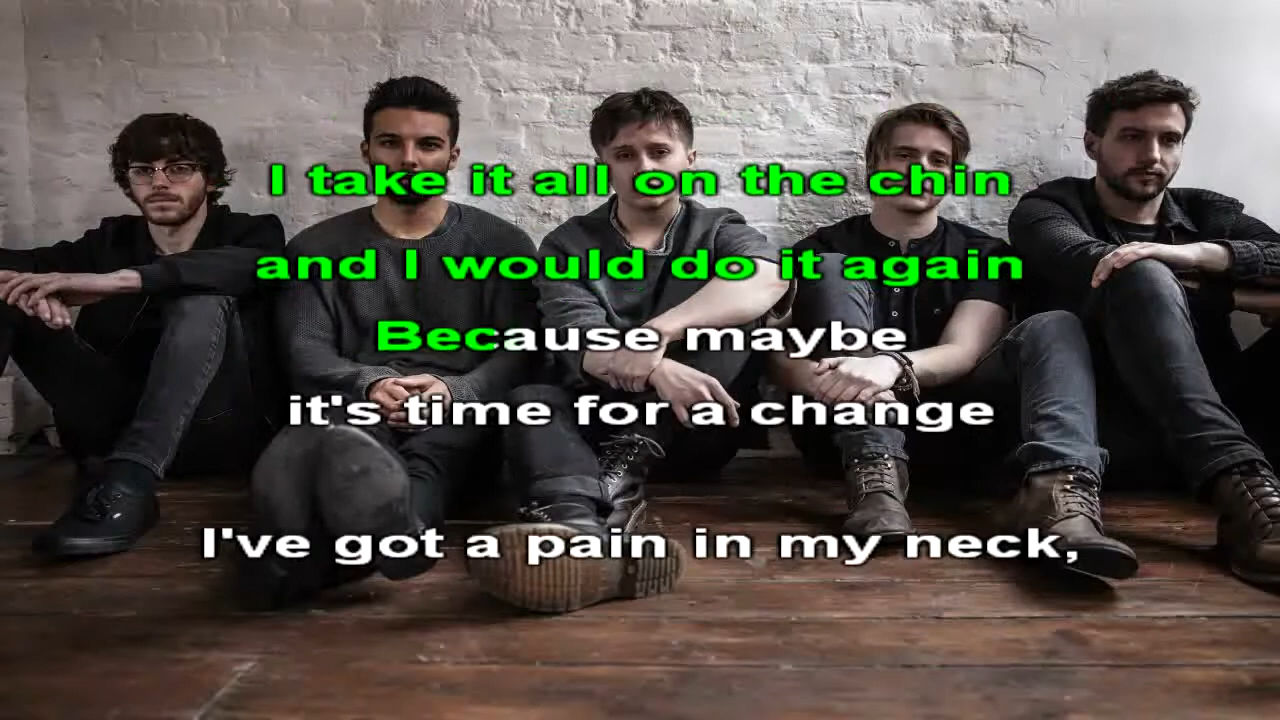 I take it all on the chin
and I would do it again
Because maybe
it's time for a change
I've got a pain in my neck,